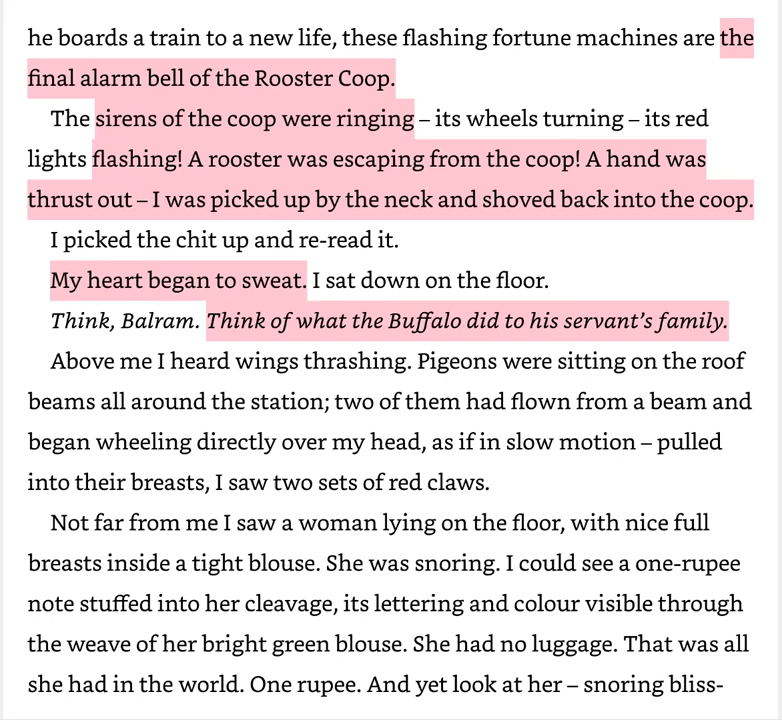 he boards a train to a new life, these flashing fortune machines are the
final alarm bell of the Rooster Coop.
The sirens of the coop were ringing – its wheels turning – its red
lights flashing! A rooster was escaping from the coop! A hand was
thrust out – I was picked up by the neck and shoved back into the coop.
I picked the chit up and re-read it.
My heart began to sweat. I sat down on the floor.
Think, Balram. Think of what the Buffalo did to his servant’s family.
Above me I heard wings thrashing. Pigeons were sitting on the roof
beams all around the station; two of them had flown from a beam and
began wheeling directly over my head, as if in slow motion – pulled
into their breasts, I saw two sets of red claws.
Not far from me I saw a woman lying on the floor, with nice full
breasts inside a tight blouse. She was snoring. I could see a one-rupee
note stuffed into her cleavage, its lettering and colour visible through
the weave of her bright green blouse. She had no luggage. That was all
she had in the world. One rupee. And yet look at her – snoring bliss-